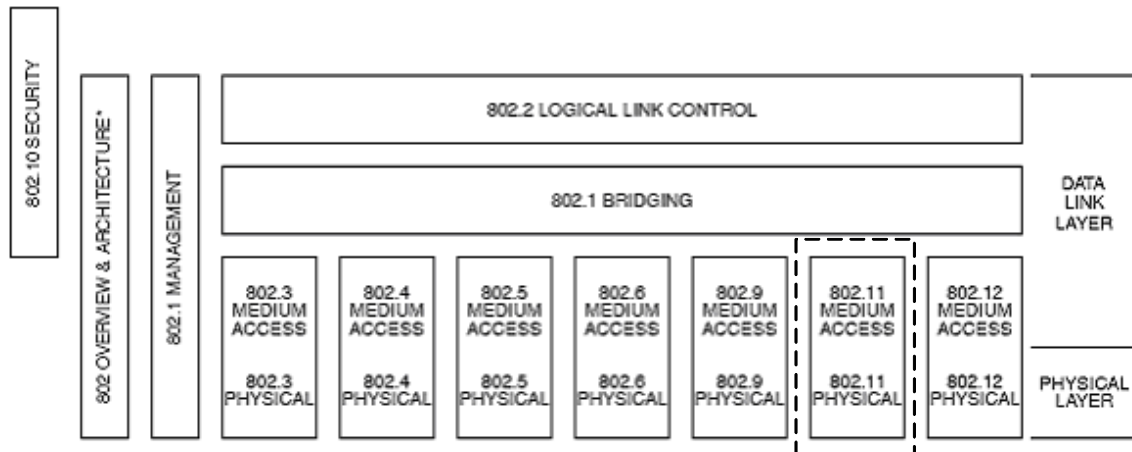 802.10 SECURITY
802 OVERVIEW & ARCHITECTURE*
802.1 MANAGEMENT
802.2 LOGICAL LINK CONTROL
802.1 BRIDGING
DATA
LINK
LAYER
802.3
MEDIUM
ACCESS
802.3
PHYSICAL
802.4
MEDIUM
ACCESS
802.4
PHYSICAL
802.5
MEDIUM
ACCESS
802.5
PHYSICAL
802.6
MEDIUM
ACCESS
802.6
PHYSICAL
802.9
MEDIUM
ACCESS
802.9
PHYSICAL
802.11
MEDIUM
ACCESS
802.11
PHYSICAL
802.12
MEDIUM
ACCESS
802.12
PHYSICAL
PHYSICAL
LAYER